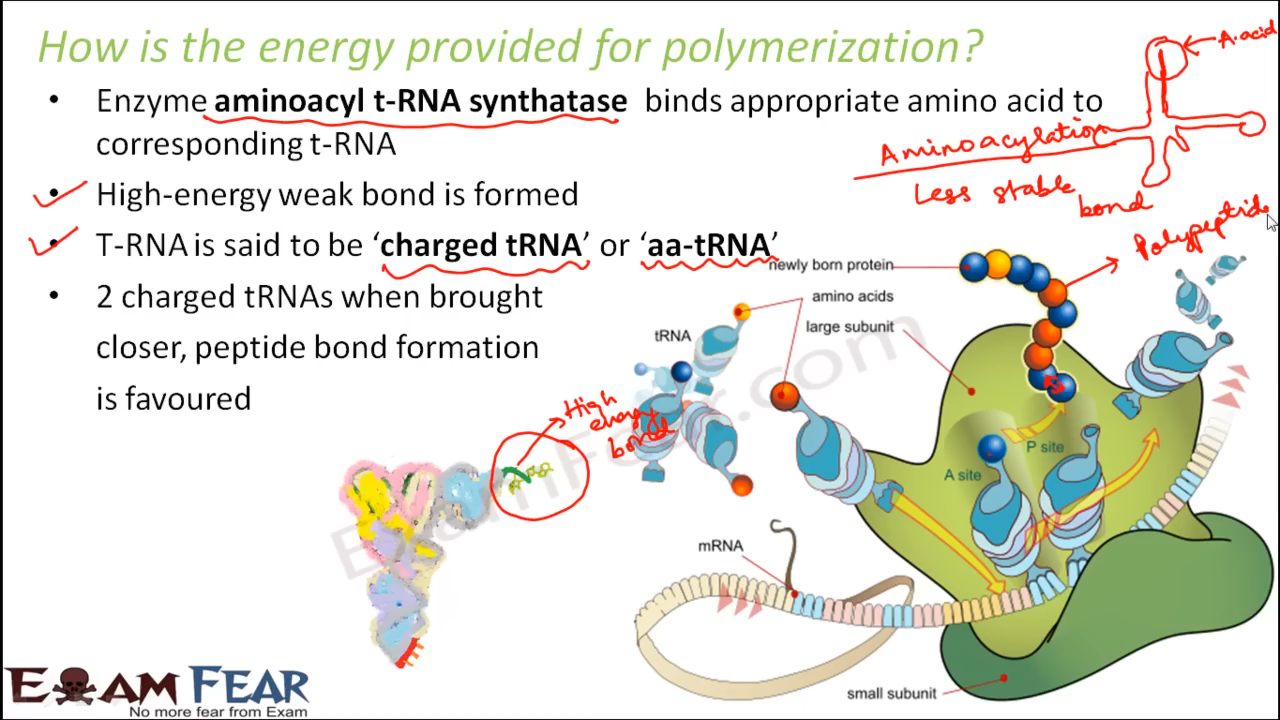 How is the energy provided for polymerization?
A.acid
• Enzyme aminoacyl t-RNA synthatase binds appropriate amino acid to
corresponding t-RNA
Aminoacylation
• High-energy weak bond is formed
Less stable
bond
• T-RNA is said to be ‘charged tRNA’ or ‘aa-tRNA’
Polypeptide
• 2 charged tRNAs when brought
closer, peptide bond formation
is favoured
newly born protein
amino acids
large subunit
tRNA
High
energy
bond
P site
A site
mRNA
small subunit
ExamFear.com
EXAM FEAR
No more fear from Exam